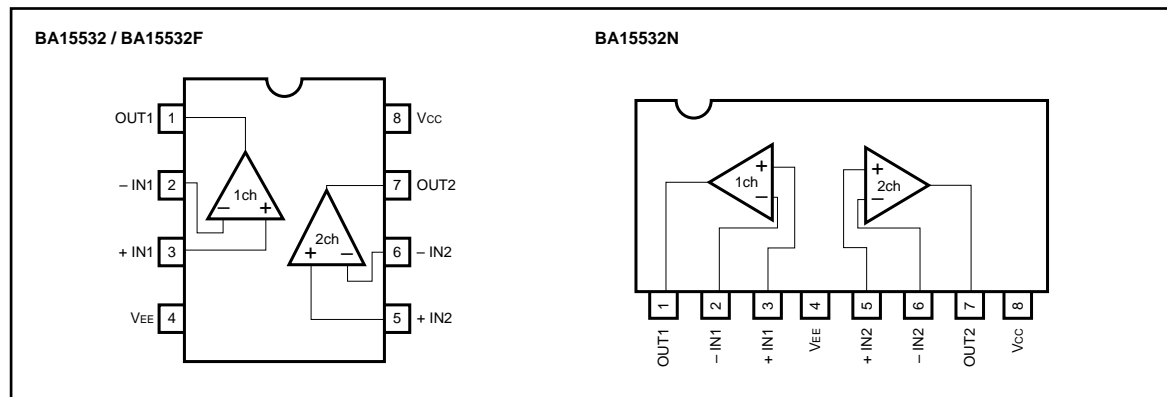 BA15532 / BA15532F
OUT1 1
8 VCC
– IN1 2
7 OUT2
1ch
– +
2ch
+ –
+ IN1 3
6 – IN2
VEE 4
5 + IN2
BA15532N
1ch
+
–
2ch
+
–
1 2 3 4 5 6 7 8
OUT1
– IN1
+ IN1
VEE
+ IN2
– IN2
OUT2
VCC